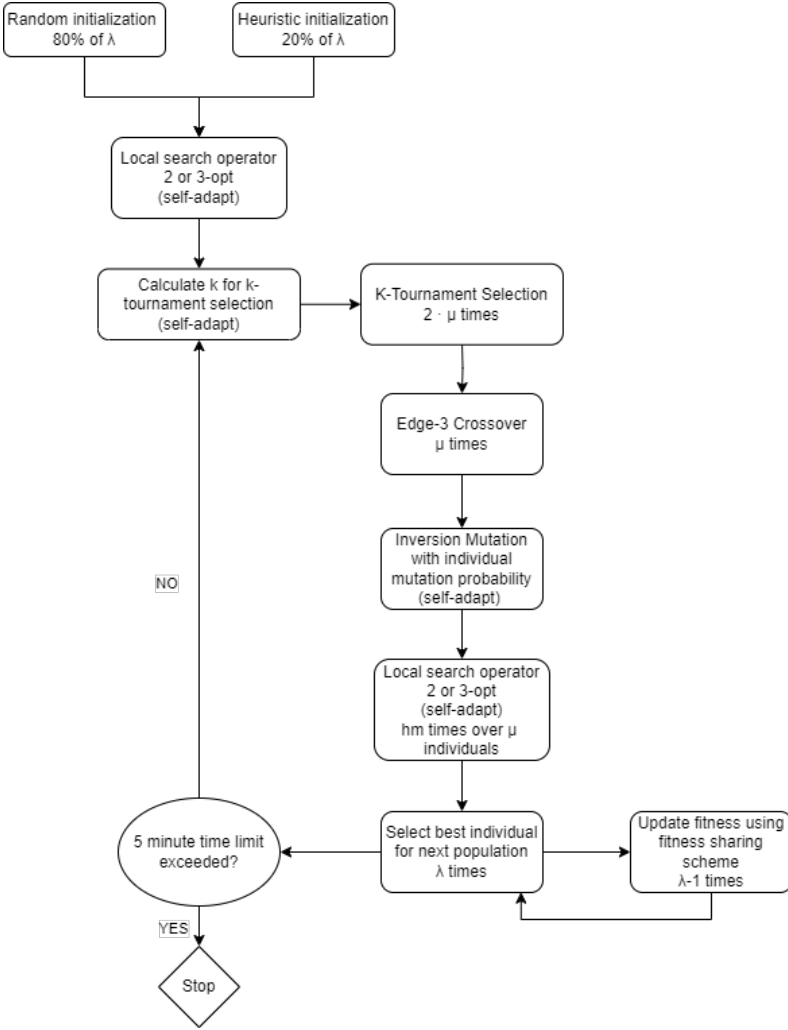 Random initialization
80% of λ
Heuristic initialization
20% of λ
Local search operator
2 or 3-opt
(self-adapt)
Calculate k for k-
tournament selection
(self-adapt)
K-Tournament Selection
2 · μ times
Edge-3 Crossover
μ times
Inversion Mutation
with individual
mutation probability
(self-adapt)
NO
Local search operator
2 or 3-opt
(self-adapt)
hm times over μ
individuals
5 minute time limit
exceeded?
Select best individual
for next population
λ times
Update fitness using
fitness sharing
scheme
λ-1 times
YES
Stop